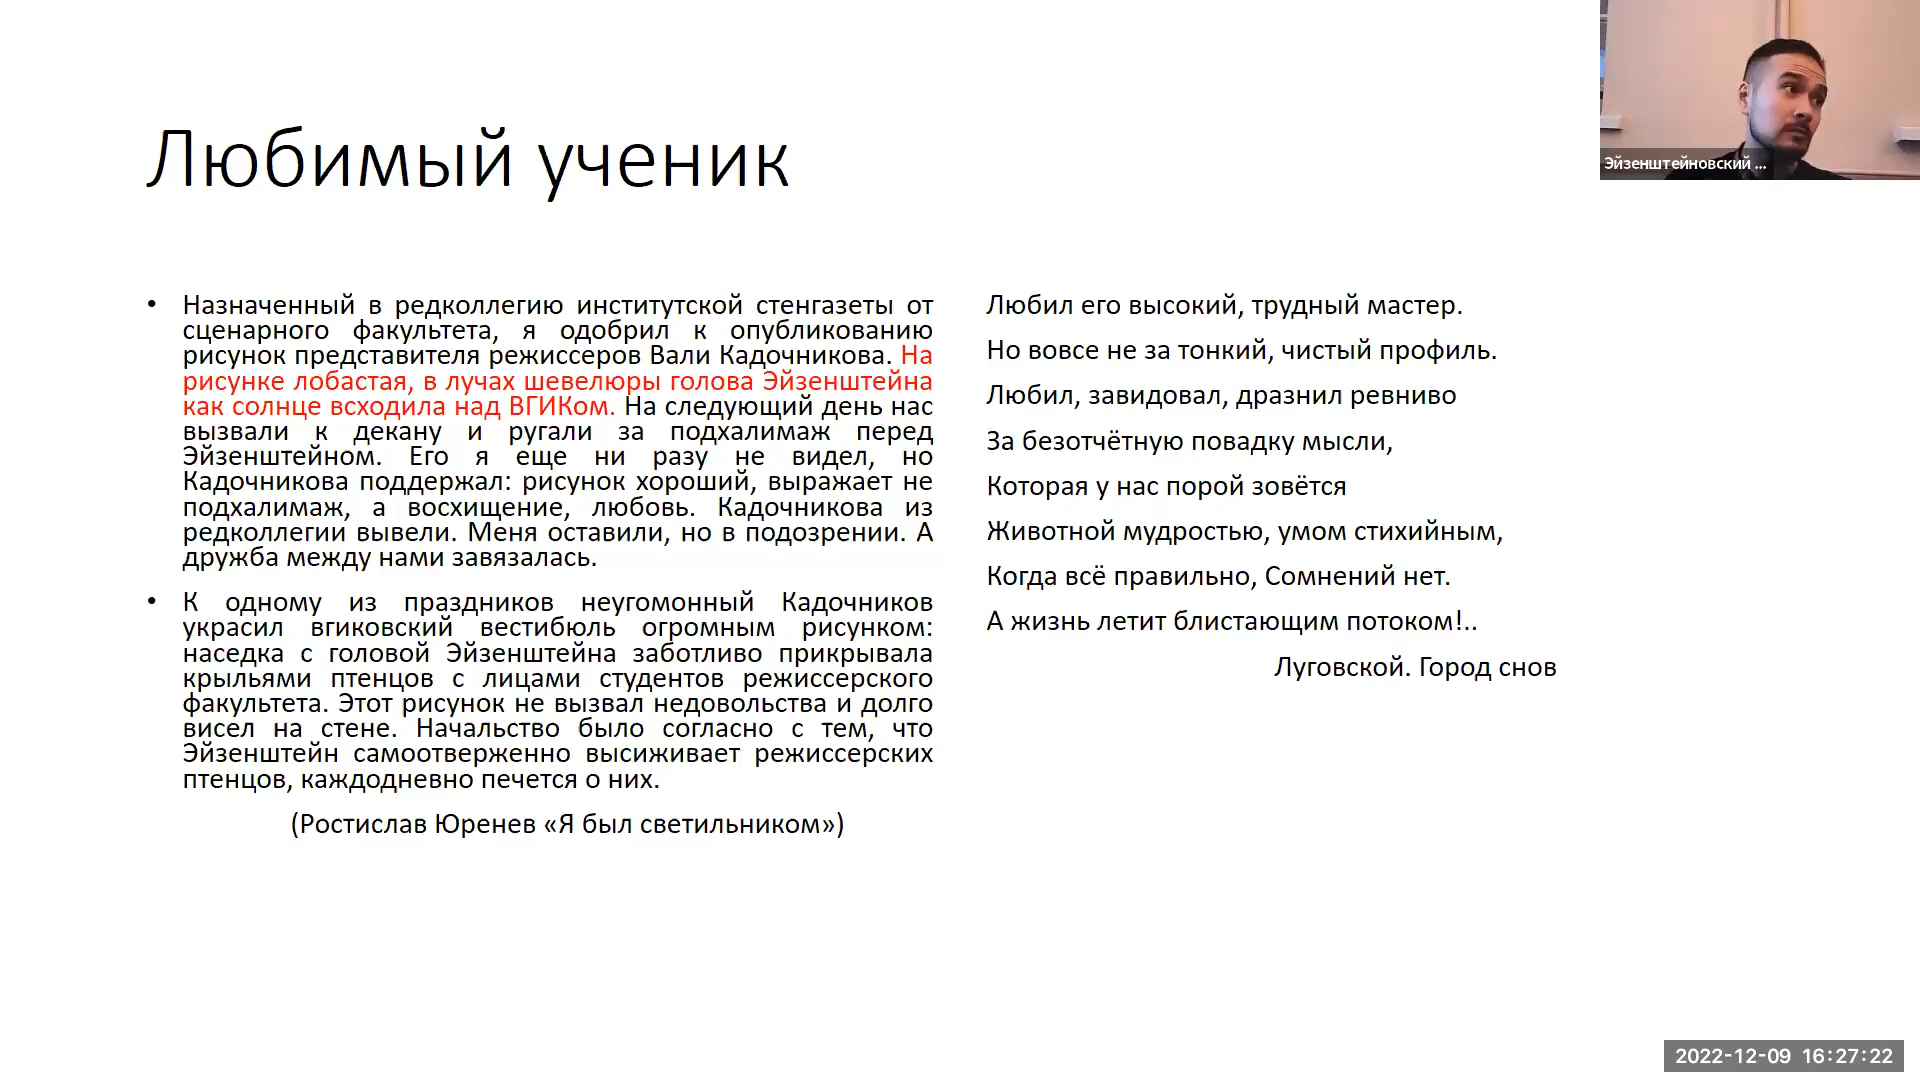 Любимый ученик
• Назначенный в редколлегию институтской стенгазеты от
сценарного факультета, я одобрил к опубликованию
рисунок представителя режиссеров Вали Кадочникова. На
рисунке лобастая, в лучах шевелюры голова Эйзенштейна
как солнце всходила над ВГИКом. На следующий день нас
вызвали к декану и ругали за подхалимаж перед
Эйзенштейном. Его я еще ни разу не видел, но
Кадочникова поддержал: рисунок хороший, выражает не
подхалимаж, а восхищение, любовь. Кадочникова из
редколлегии вывели. Меня оставили, но в подозрении. А
дружба между нами завязалась.
• К одному из праздников неугомонный Кадочников
украсил вгиковский вестибюль огромным рисунком:
наседка с головой Эйзенштейна заботливо прикрывала
крыльями птенцов с лицами студентов режиссерского
факультета. Этот рисунок не вызвал недовольства и долго
висел на стене. Начальство было согласно с тем, что
Эйзенштейн самоотверженно высиживает режиссерских
птенцов, каждодневно печется о них.
(Ростислав Юренев «Я был светильником»)
Любил его высокий, трудный мастер.
Но вовсе не за тонкий, чистый профиль.
Любил, завидовал, дразнил ревниво
За безотчётную повадку мысли,
Которая у нас порой зовётся
Животной мудростью, умом стихийным,
Когда всё правильно, Сомнений нет.
А жизнь летит блистающим потоком!..
Луговской. Город снов
Эйзенштейновский ...
2022-12-09 16:27:22